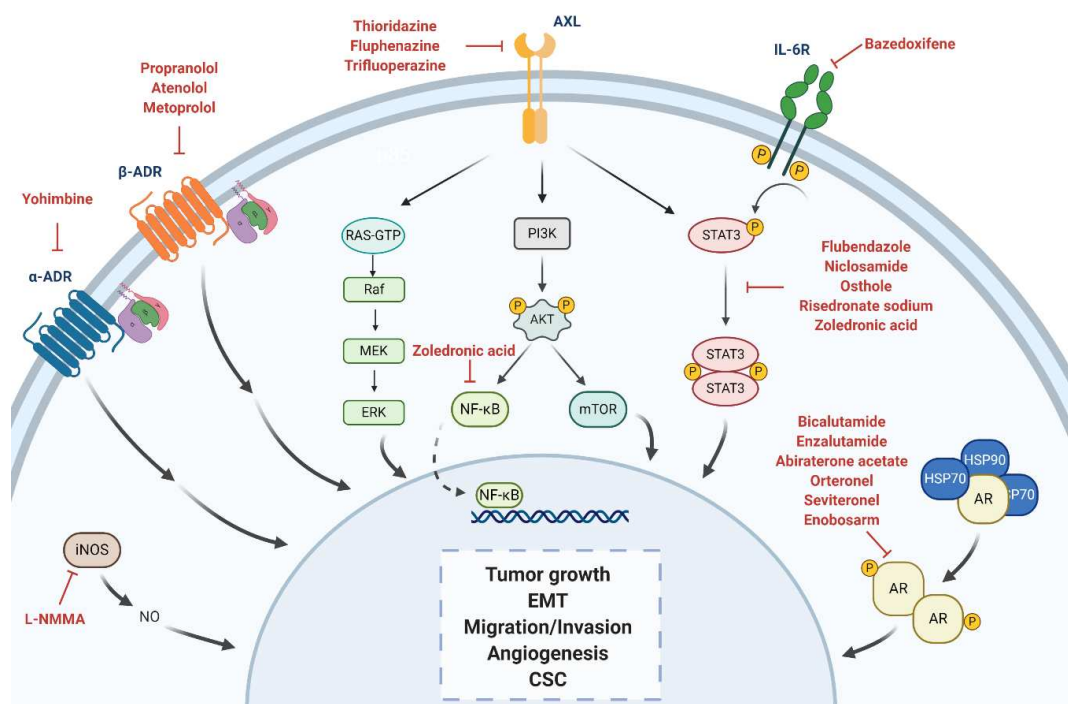 Thioridazine
Fluphenazine
Trifluoperazine
AXL
IL-6R
Bazedoxifene
Propranolol
Atenolol
Metoprolol
β-ADR
Yohimbine
α-ADR
P
P
RAS-GTP
PI3K
STAT3
P
Raf
P
P
AKT
Flubendazole
Niclosamide
Osthole
Risedronate sodium
Zoledronic acid
MEK
Zoledronic acid
STAT3
P
P
STAT3
ERK
NF-κB
mTOR
Bicalutamide
Enzalutamide
Abiraterone acetate
Orteronel
Seviteronel
Enobosarm
HSP90
HSP70
AR
SP70
NF-κB
iNOS
L-NMMA
NO
P
AR
AR
P
Tumor growth
EMT
Migration/Invasion
Angiogenesis
CSC